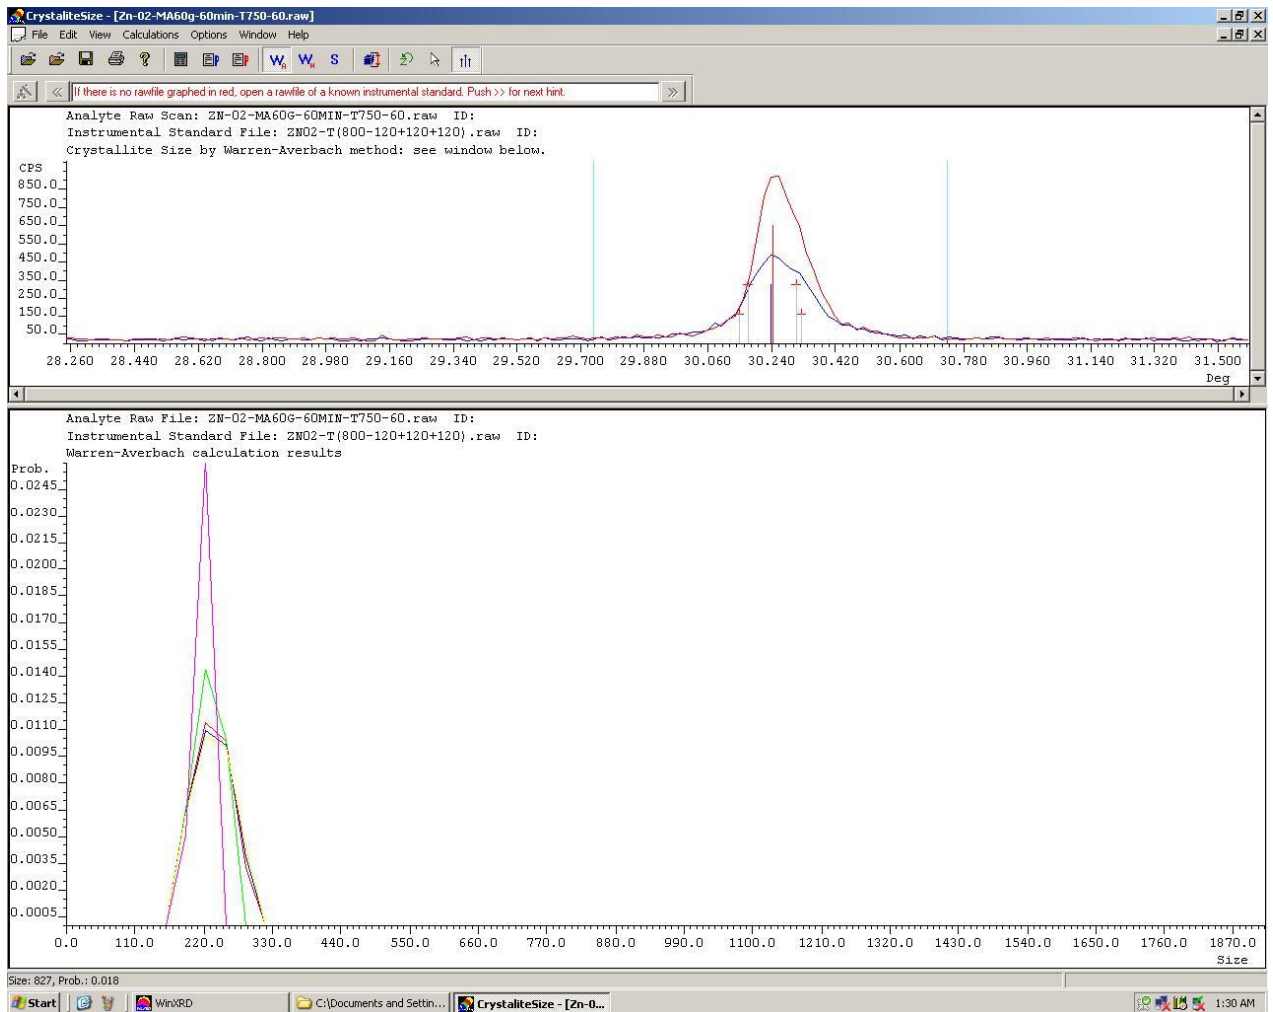 CrystaliteSize - [Zn-02-MA60g-60min-T750-60.raw]
File Edit View Calculations Options Window Help
If there is no rawfile graphed in red, open a rawfile of a known instrumental standard. Push >> for next hint.
Analyte Raw Scan: ZN-02-MA60G-60MIN-T750-60.raw ID:
Instrumental Standard File: ZN02-T(800-120+120+120).raw ID:
Crystallite Size by Warren-Averbach method: see window below.
CPS
850.0
750.0
650.0
550.0
450.0
350.0
250.0
150.0
50.0
28.260 28.440 28.620 28.800 28.980 29.160 29.340 29.520 29.700 29.880 30.060 30.240 30.420 30.600 30.780 30.960 31.140 31.320 31.500
Deg
Analyte Raw File: ZN-02-MA60G-60MIN-T750-60.raw ID:
Instrumental Standard File: ZN02-T(800-120+120+120).raw ID:
Warren-Averbach calculation results
Prob.
0.0245
0.0230
0.0215
0.0200
0.0185
0.0170
0.0155
0.0140
0.0125
0.0110
0.0095
0.0080
0.0065
0.0050
0.0035
0.0020
0.0005
0.0 110.0 220.0 330.0 440.0 550.0 660.0 770.0 880.0 990.0 1100.0 1210.0 1320.0 1430.0 1540.0 1650.0 1760.0 1870.0
Size
Size: 827, Prob.: 0.018
Start WinXRD C:\Documents and Settin... CrystaliteSize - [Zn-0... 1:30 AM